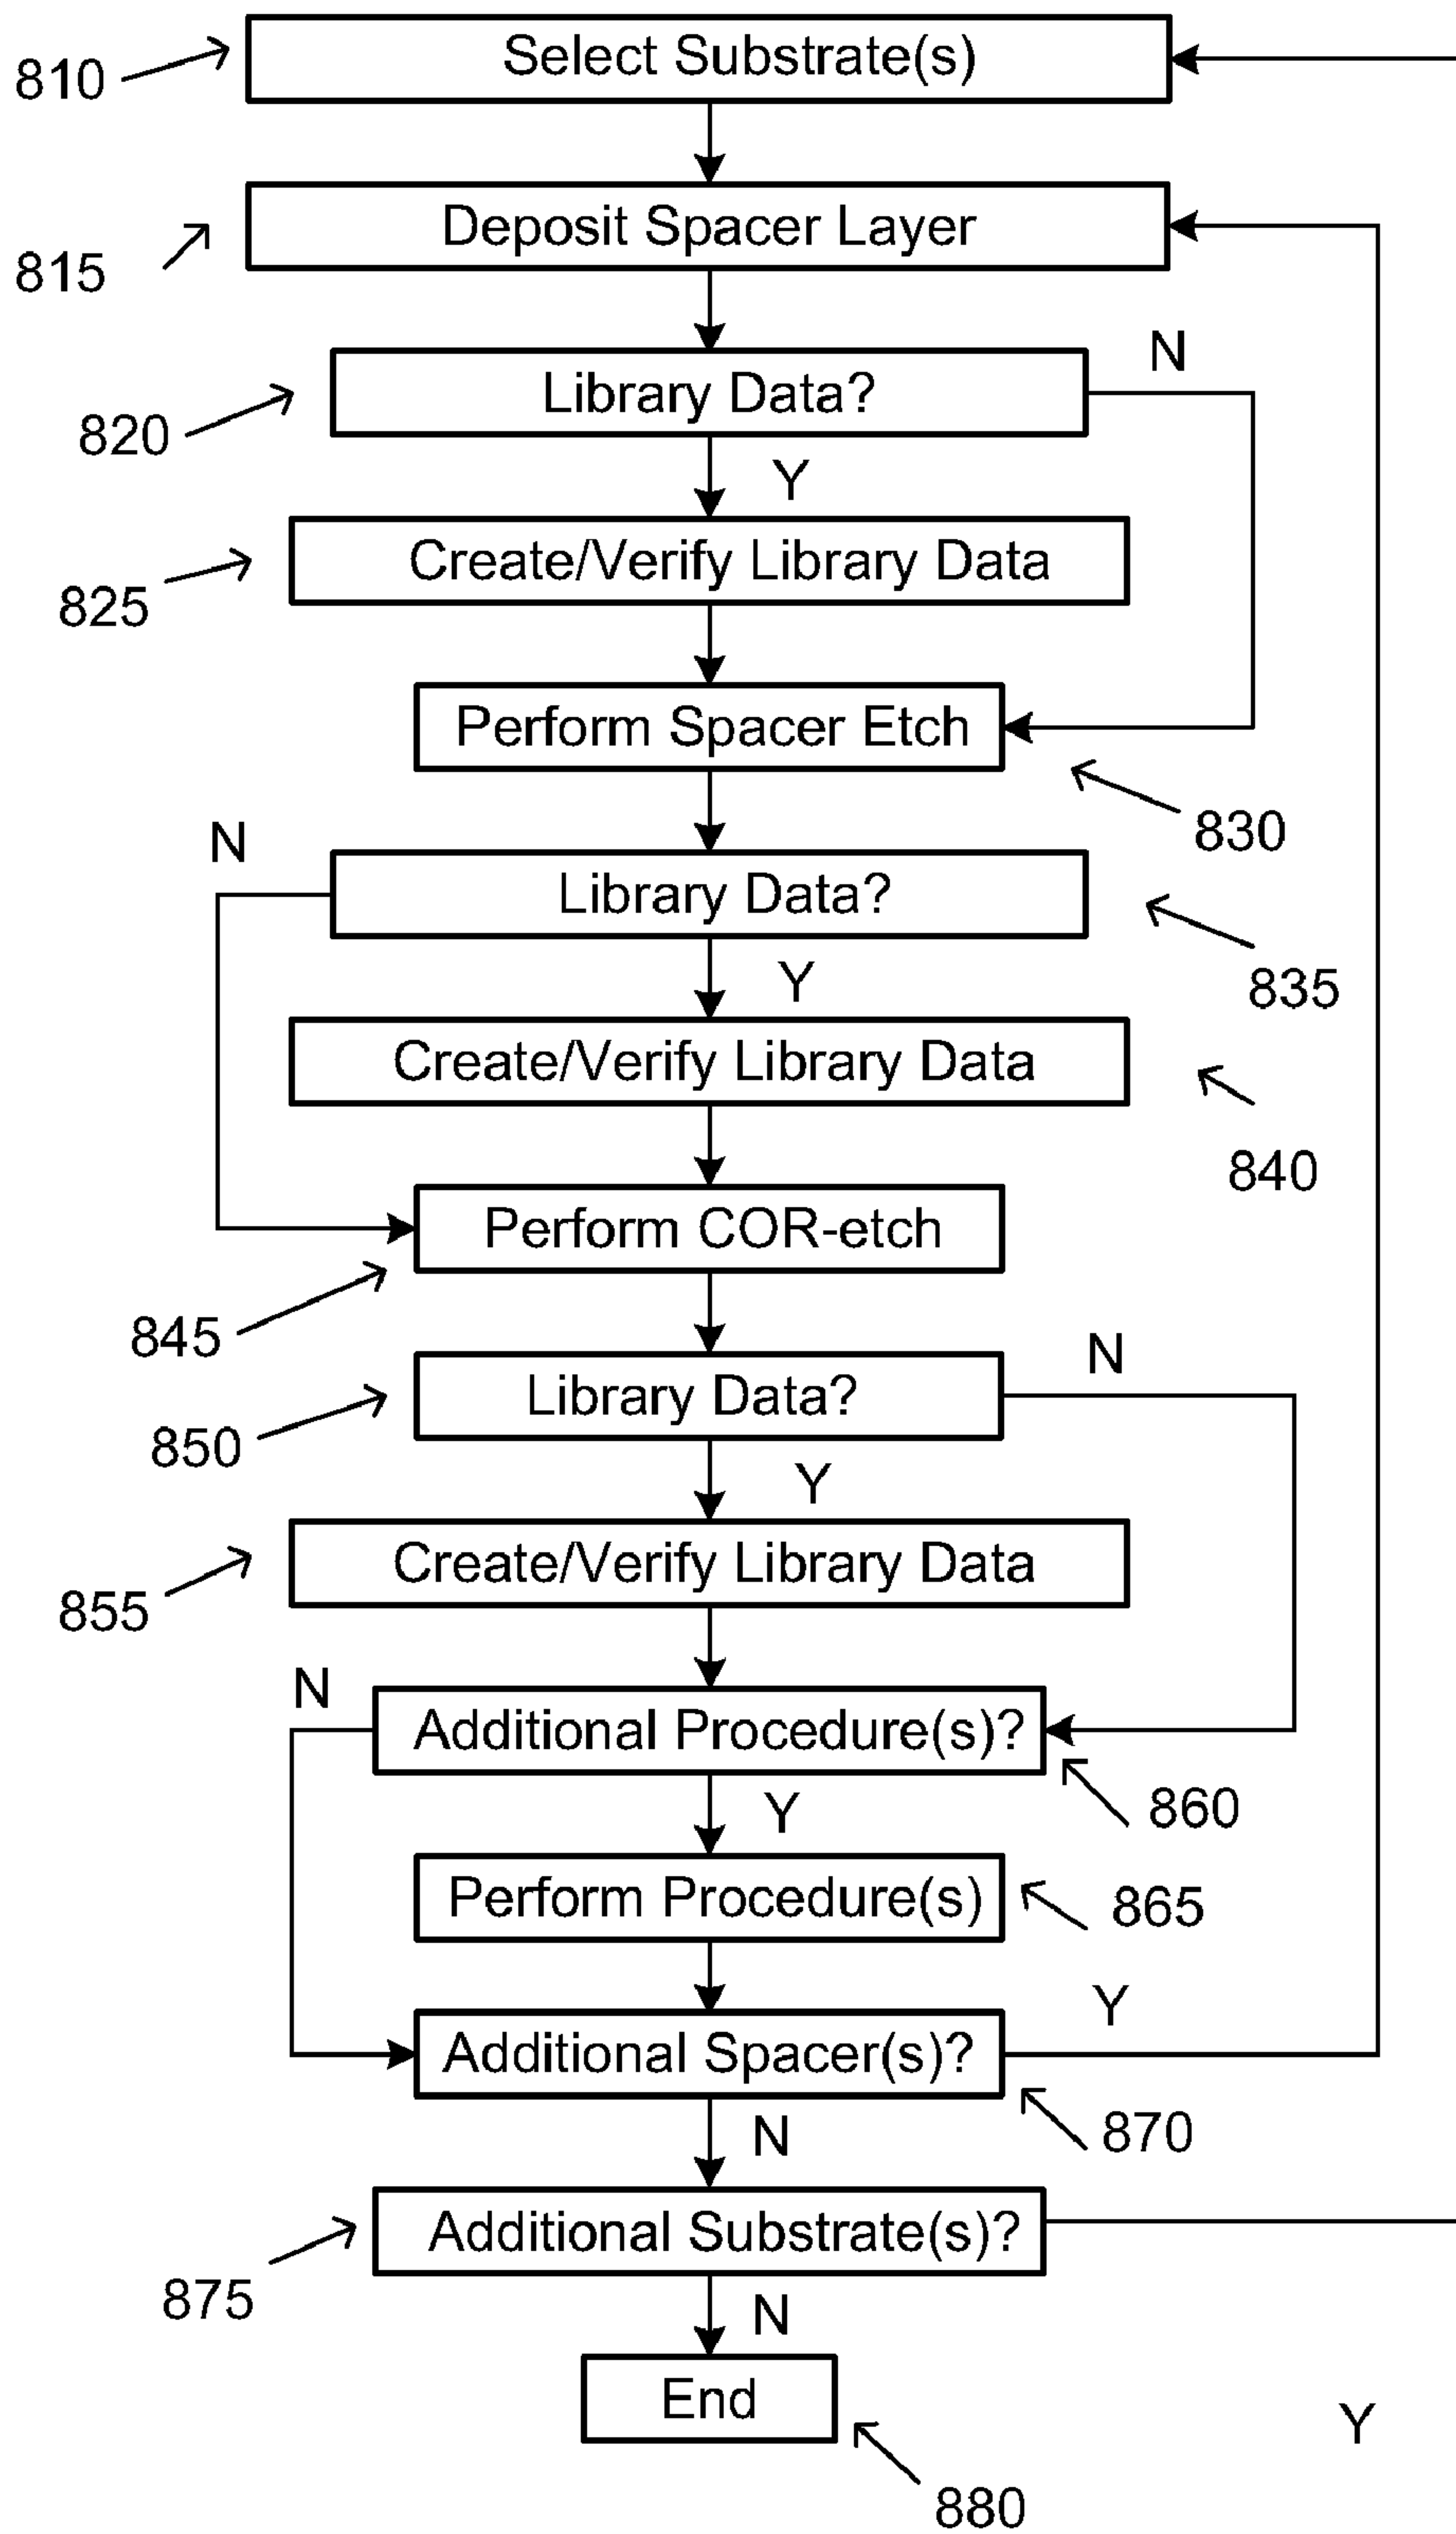 810
Select Substrate(s)
815
Deposit Spacer Layer
820
Library Data?
N
Y
825
Create/Verify Library Data
Perform Spacer Etch
830
N
Library Data?
835
Y
Create/Verify Library Data
840
Perform COR-etch
845
850
Library Data?
N
Y
855
Create/Verify Library Data
N
Additional Procedure(s)?
860
Y
Perform Procedure(s)
865
Additional Spacer(s)?
Y
870
N
875
Additional Substrate(s)?
N
End
Y
880